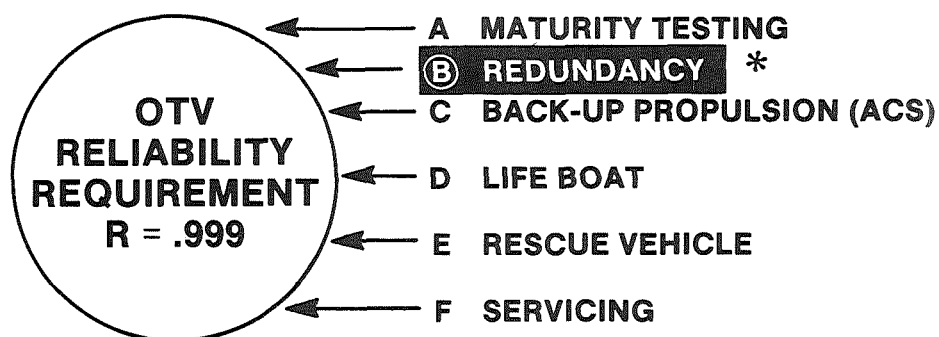 OTV
RELIABILITY
REQUIREMENT
R = .999
A MATURITY TESTING
Ⓑ REDUNDANCY *
C BACK-UP PROPULSION (ACS)
D LIFE BOAT
E RESCUE VEHICLE
F SERVICING